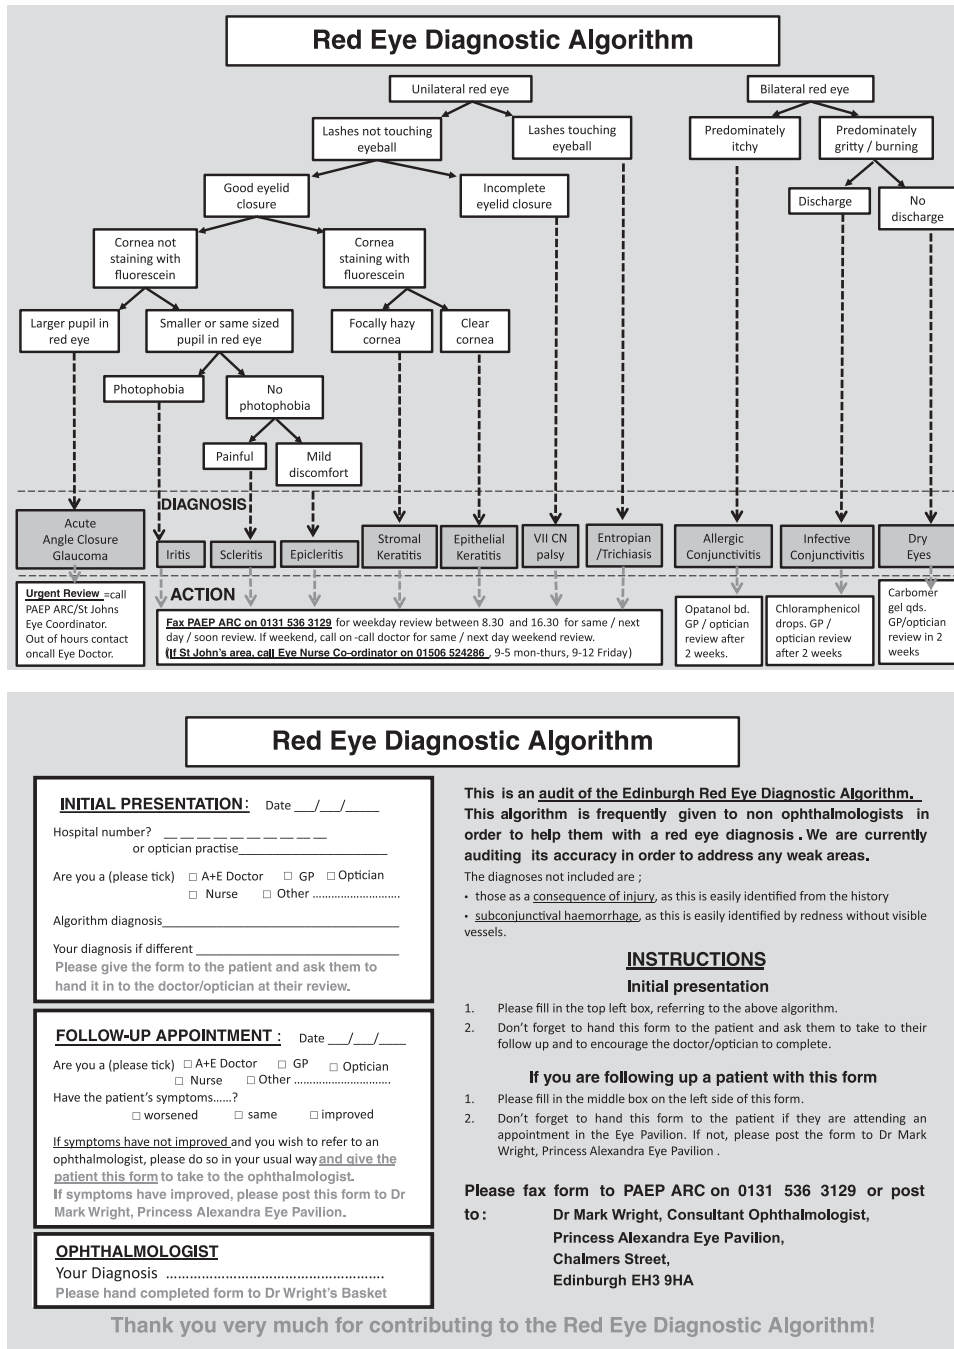 Red Eye Diagnostic Algorithm
Unilateral red eye
Bilateral red eye
Lashes not touching
eyeball
Lashes touching
eyeball
Predominately
itchy
Predominately
gritty / burning
Good eyelid
closure
Incomplete
eyelid closure
Discharge
No
discharge
Cornea not
staining with
fluorescein
Cornea
staining with
fluorescein
Larger pupil in
red eye
Smaller or same sized
pupil in red eye
Focally hazy
cornea
Clear
cornea
Photophobia
No
photophobia
Painful
Mild
discomfort
DIAGNOSIS
Acute
Angle Closure
Glaucoma
Iritis
Scleritis
Epicleritis
Stromal
Keratitis
Epithelial
Keratitis
VII CN
palsy
Entropian
/Trichiasis
Allergic
Conjunctivitis
Infective
Conjunctivitis
Dry
Eyes
ACTION
Urgent Review =call
PAEP ARC/St Johns
Eye Coordinator.
Out of hours contact
oncall Eye Doctor.
Fax PAEP ARC on 0131 536 3129 for weekday review between 8.30 and 16.30 for same / next
day / soon review. If weekend, call on -call doctor for same / next day weekend review.
(If St John's area, call Eye Nurse Co-ordinator on 01506 524286 , 9-5 mon-thurs, 9-12 Friday)
Opatanol bd.
GP / optician
review after
2 weeks.
Chloramphenicol
drops. GP /
optician review
after 2 weeks
Carbomer
gel qds.
GP/optician
review in 2
weeks
Red Eye Diagnostic Algorithm
INITIAL PRESENTATION: Date ___/___/_____
Hospital number? __ __ __ __ __ __ __ __ __ __
or optician practise______________________
Are you a (please tick) □ A+E Doctor □ GP □ Optician
□ Nurse □ Other ..............................
Algorithm diagnosis___________________________________
Your diagnosis if different ______________________________
Please give the form to the patient and ask them to
hand it in to the doctor/optician at their review.
FOLLOW-UP APPOINTMENT : Date ___/___/____
Are you a (please tick) □ A+E Doctor □ GP □ Optician
□ Nurse □ Other .................................
Have the patient's symptoms......?
□ worsened □ same □ improved
If symptoms have not improved and you wish to refer to an
ophthalmologist, please do so in your usual way and give the
patient this form to take to the ophthalmologist.
If symptoms have improved, please post this form to Dr
Mark Wright, Princess Alexandra Eye Pavilion.
OPHTHALMOLOGIST
Your Diagnosis ......................................................
Please hand completed form to Dr Wright's Basket
This is an audit of the Edinburgh Red Eye Diagnostic Algorithm.
This algorithm is frequently given to non ophthalmologists in
order to help them with a red eye diagnosis . We are currently
auditing its accuracy in order to address any weak areas.
The diagnoses not included are ;
• those as a consequence of injury, as this is easily identified from the history
• subconjunctival haemorrhage, as this is easily identified by redness without visible
vessels.
INSTRUCTIONS
Initial presentation
1. Please fill in the top left box, referring to the above algorithm.
2. Don't forget to hand this form to the patient and ask them to take to their
follow up and to encourage the doctor/optician to complete.
If you are following up a patient with this form
1. Please fill in the middle box on the left side of this form.
2. Don't forget to hand this form to the patient if they are attending an
appointment in the Eye Pavilion. If not, please post the form to Dr Mark
Wright, Princess Alexandra Eye Pavilion .
Please fax form to PAEP ARC on 0131 536 3129 or post
to : Dr Mark Wright, Consultant Ophthalmologist,
Princess Alexandra Eye Pavilion,
Chalmers Street,
Edinburgh EH3 9HA
Thank you very much for contributing to the Red Eye Diagnostic Algorithm!